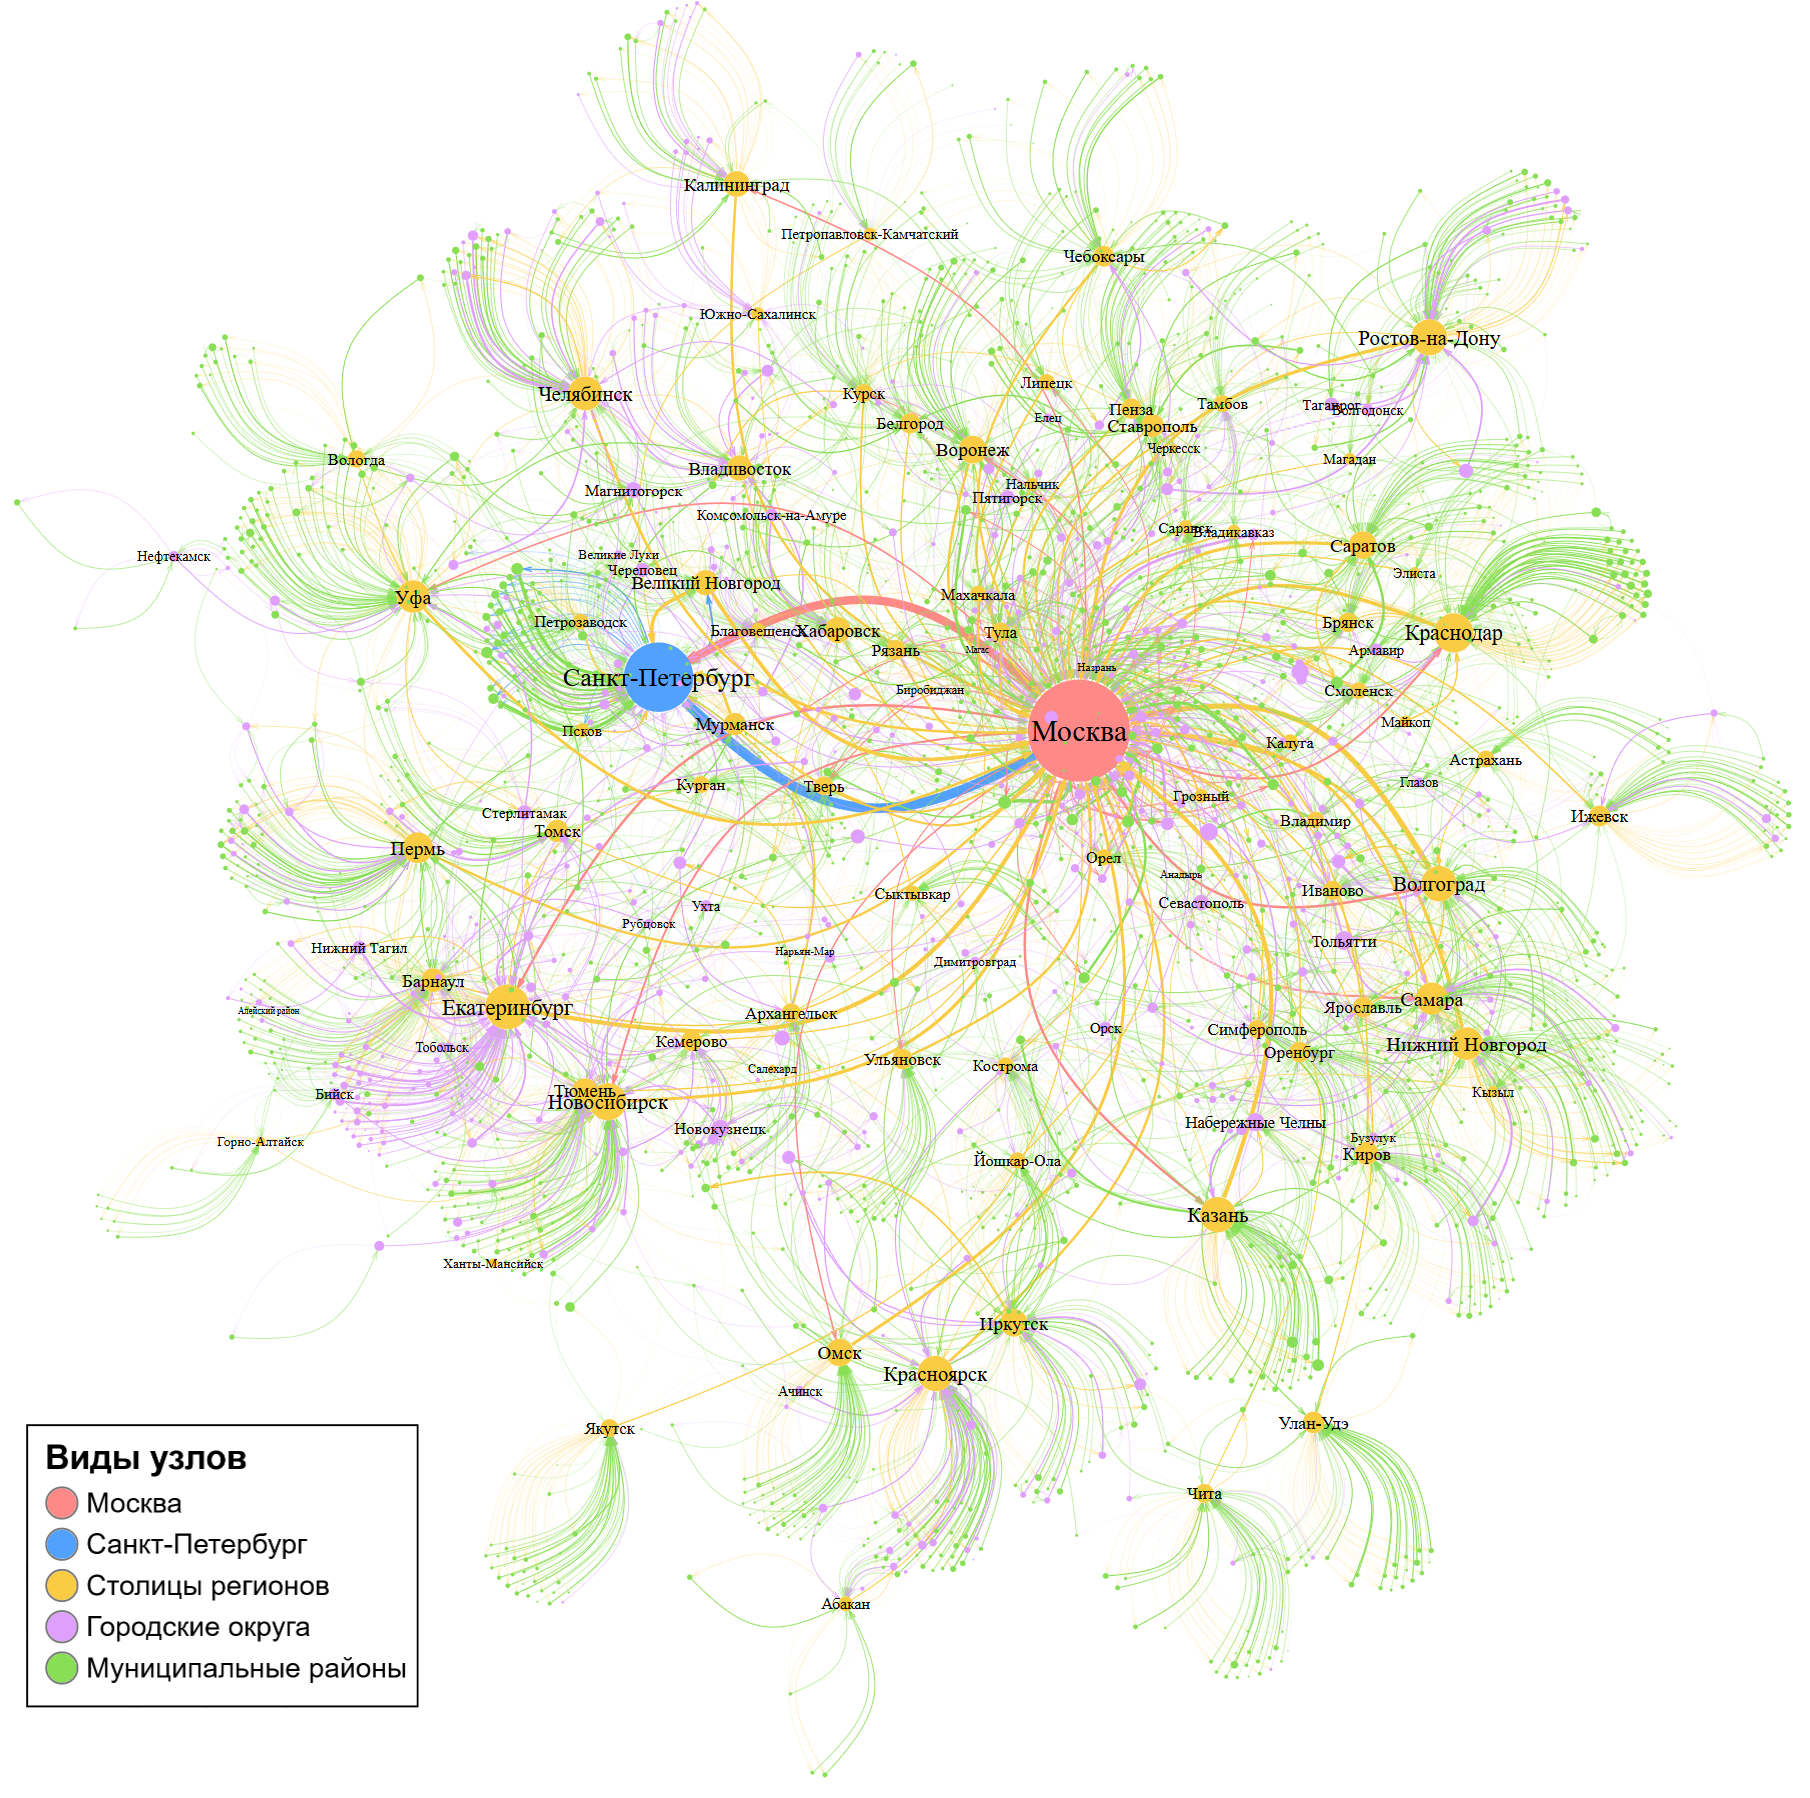 Калининград
Петропавловск-Камчатский
Чебоксары
Южно-Сахалинск
Ростов-на-Дону
Челябинск
Курск
Липецк
Белгород
Елец
Пенза
Ставрополь
Тамбов
Таганрог
Волгодонск
Воронеж
Черкесск
Магадан
Вологда
Владивосток
Магнитогорск
Нальчик
Пятигорск
Комсомольск-на-Амуре
Саранск
Владикавказ
Саратов
Нефтекамск
Великие Луки
Череповец
Великий Новгород
Элиста
Уфа
Махачкала
Петрозаводск
Благовещенск
Хабаровск
Тула
Брянск
Краснодар
Рязань
Магас
Армавир
Назрань
Санкт-Петербург
Биробиджан
Смоленск
Псков
Мурманск
Москва
Майкоп
Калуга
Астрахань
Курган
Тверь
Грозный
Глазов
Стерлитамак
Томск
Владимир
Ижевск
Пермь
Орел
Анадырь
Сыктывкар
Иваново
Волгоград
Ухта
Севастополь
Рубцовск
Нижний Тагил
Нарьян-Мар
Димитровград
Тольятти
Барнаул
Екатеринбург
Алейский район
Архангельск
Орск
Симферополь
Ярославль
Самара
Тобольск
Кемерово
Оренбург
Нижний Новгород
Салехард
Ульяновск
Кострома
Бийск
Тюмень
Новосибирск
Кызыл
Горно-Алтайск
Новокузнецк
Набережные Челны
Бузулук
Киров
Йошкар-Ола
Казань
Ханты-Мансийск
Иркутск
Омск
Красноярск
Ачинск
Якутск
Улан-Удэ
Чита
Абакан
Виды узлов
Москва
Санкт-Петербург
Столицы регионов
Городские округа
Муниципальные районы